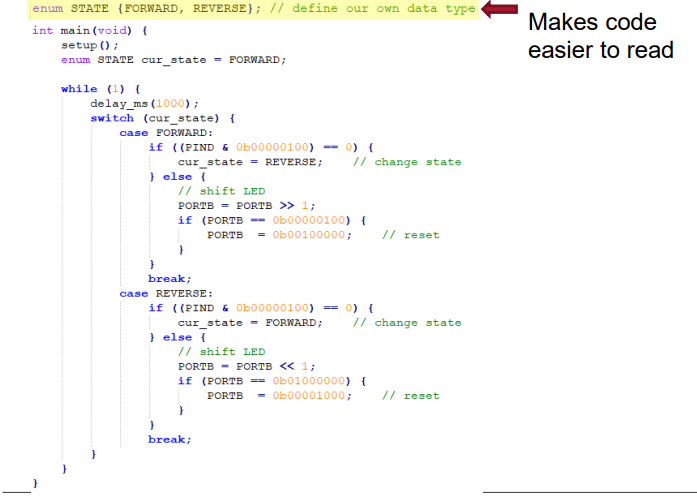 enum STATE {FORWARD, REVERSE}; // define our own data type
Makes code
easier to read
int main(void) {
    setup();
    enum STATE cur_state = FORWARD;
    while (1) {
        delay_ms(1000);
        switch (cur_state) {
            case FORWARD:
                if ((PIND & 0b00000100) == 0) {
                    cur_state = REVERSE;    // change state
                } else {
                    // shift LED
                    PORTB = PORTB >> 1;
                    if (PORTB == 0b00000100) {
                        PORTB  = 0b00100000;    // reset
                    }
                }
                break;
            case REVERSE:
                if ((PIND & 0b00000100) == 0) {
                    cur_state = FORWARD;    // change state
                } else {
                    // shift LED
                    PORTB = PORTB << 1;
                    if (PORTB == 0b01000000) {
                        PORTB  = 0b00001000;    // reset
                    }
                }
                break;
        }
    }
}